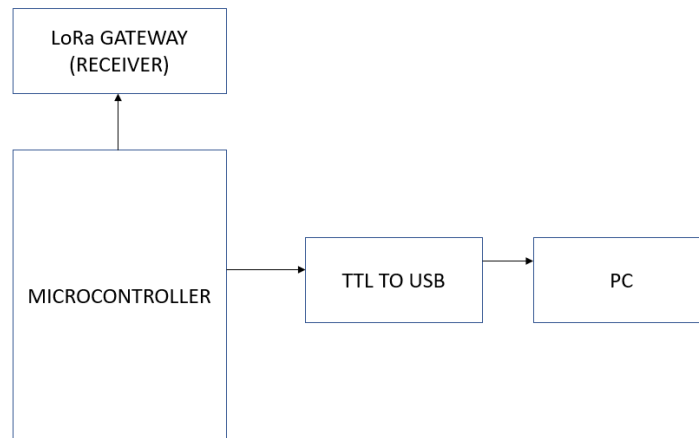 LoRa GATEWAY
(RECEIVER)
MICROCONTROLLER
TTL TO USB
PC